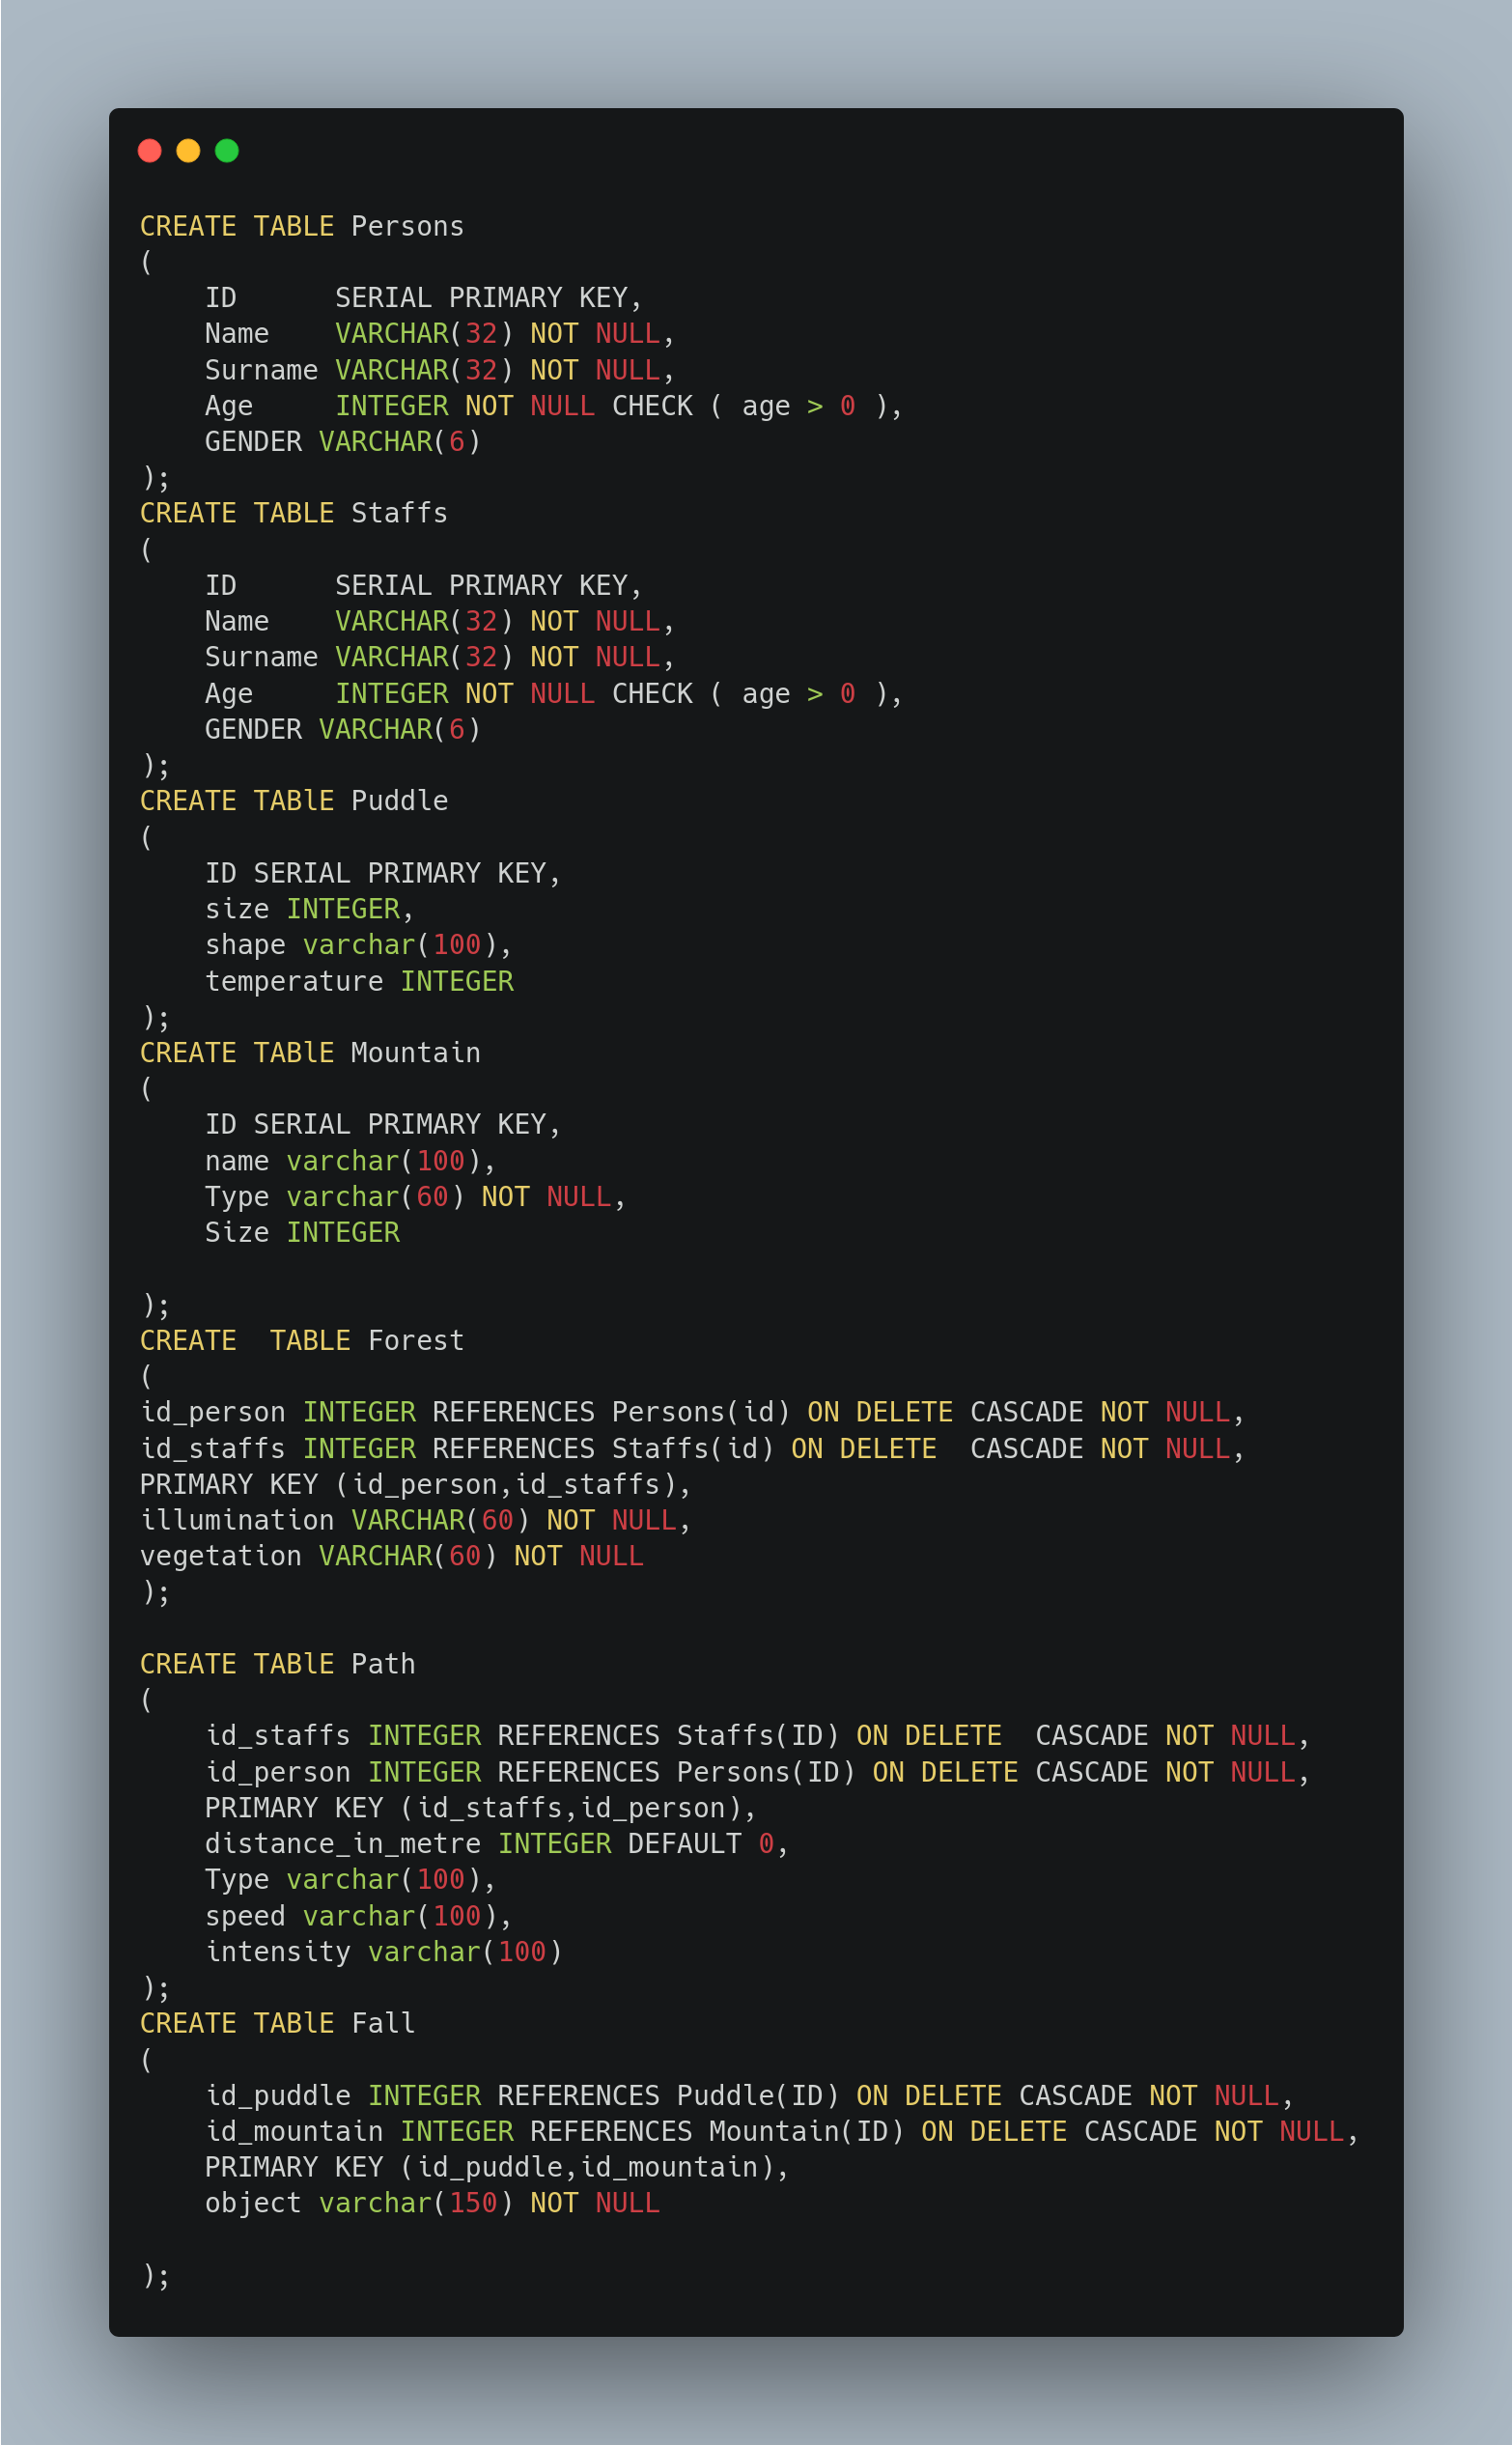 CREATE TABLE Persons
(
    ID      SERIAL PRIMARY KEY,
    Name    VARCHAR(32) NOT NULL,
    Surname VARCHAR(32) NOT NULL,
    Age     INTEGER NOT NULL CHECK ( age > 0 ),
    GENDER VARCHAR(6)
);
CREATE TABLE Staffs
(
    ID      SERIAL PRIMARY KEY,
    Name    VARCHAR(32) NOT NULL,
    Surname VARCHAR(32) NOT NULL,
    Age     INTEGER NOT NULL CHECK ( age > 0 ),
    GENDER VARCHAR(6)
);
CREATE TABlE Puddle
(
    ID SERIAL PRIMARY KEY,
    size INTEGER,
    shape varchar(100),
    temperature INTEGER
);
CREATE TABlE Mountain
(
    ID SERIAL PRIMARY KEY,
    name varchar(100),
    Type varchar(60) NOT NULL,
    Size INTEGER

);
CREATE  TABLE Forest
(
id_person INTEGER REFERENCES Persons(id) ON DELETE CASCADE NOT NULL,
id_staffs INTEGER REFERENCES Staffs(id) ON DELETE  CASCADE NOT NULL,
PRIMARY KEY (id_person,id_staffs),
illumination VARCHAR(60) NOT NULL,
vegetation VARCHAR(60) NOT NULL
);

CREATE TABlE Path
(
    id_staffs INTEGER REFERENCES Staffs(ID) ON DELETE  CASCADE NOT NULL,
    id_person INTEGER REFERENCES Persons(ID) ON DELETE CASCADE NOT NULL,
    PRIMARY KEY (id_staffs,id_person),
    distance_in_metre INTEGER DEFAULT 0,
    Type varchar(100),
    speed varchar(100),
    intensity varchar(100)
);
CREATE TABlE Fall
(
    id_puddle INTEGER REFERENCES Puddle(ID) ON DELETE CASCADE NOT NULL,
    id_mountain INTEGER REFERENCES Mountain(ID) ON DELETE CASCADE NOT NULL,
    PRIMARY KEY (id_puddle,id_mountain),
    object varchar(150) NOT NULL

);